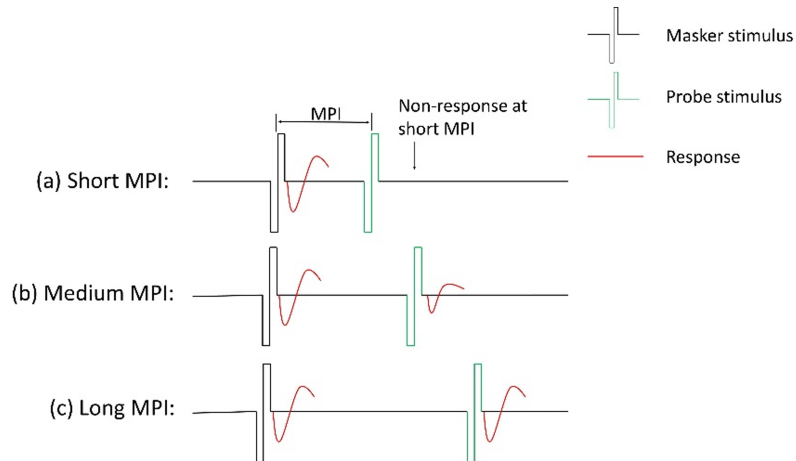 Masker stimulus
Probe stimulus
Response
MPI
Non-response at
short MPI
(a) Short MPI:
(b) Medium MPI:
(c) Long MPI: